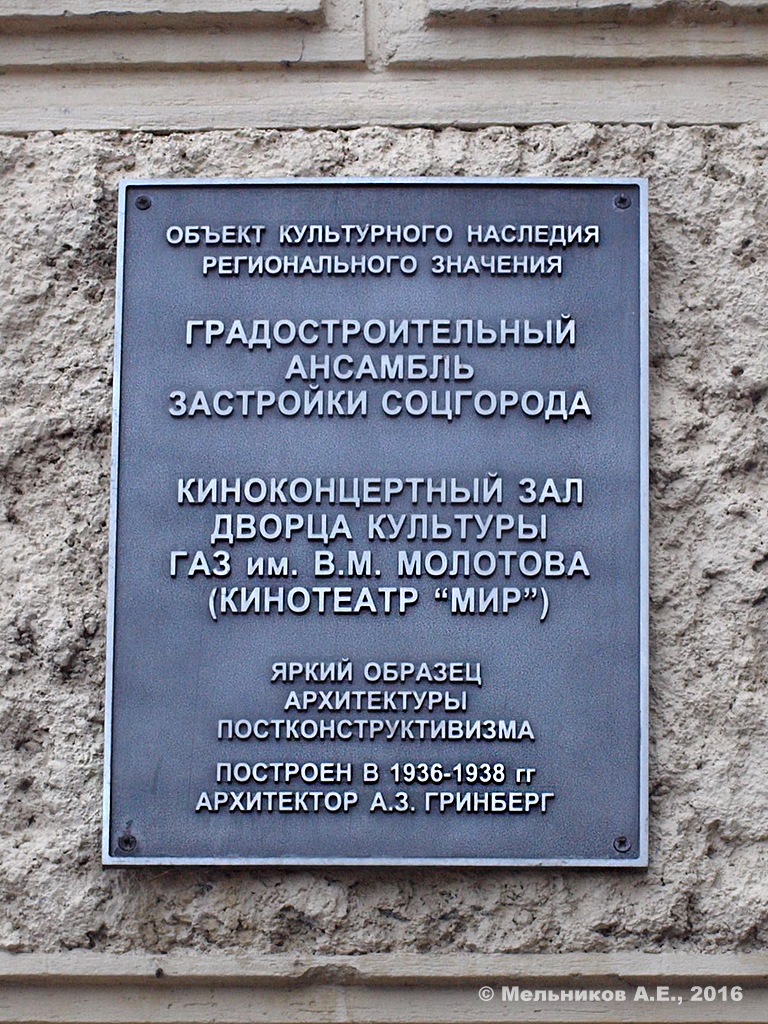 ОБЪЕКТ КУЛЬТУРНОГО НАСЛЕДИЯ
РЕГИОНАЛЬНОГО ЗНАЧЕНИЯ
ГРАДОСТРОИТЕЛЬНЫЙ
АНСАМБЛЬ
ЗАСТРОЙКИ СОЦГОРОДА
КИНОКОНЦЕРТНЫЙ ЗАЛ
ДВОРЦА КУЛЬТУРЫ
ГАЗ им. В.М. МОЛОТОВА
(КИНОТЕАТР “МИР”)
ЯРКИЙ ОБРАЗЕЦ
АРХИТЕКТУРЫ
ПОСТКОНСТРУКТИВИЗМА
ПОСТРОЕН В 1936-1938 гг
АРХИТЕКТОР А.З. ГРИНБЕРГ
© Мельников А.Е., 2016